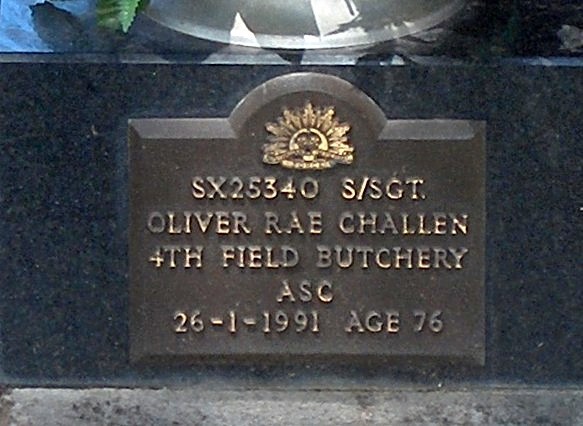 SX25340 S/SGT.
OLIVER RAE CHALLEN
4TH FIELD BUTCHERY
ASC
26-1-1991 AGE 76